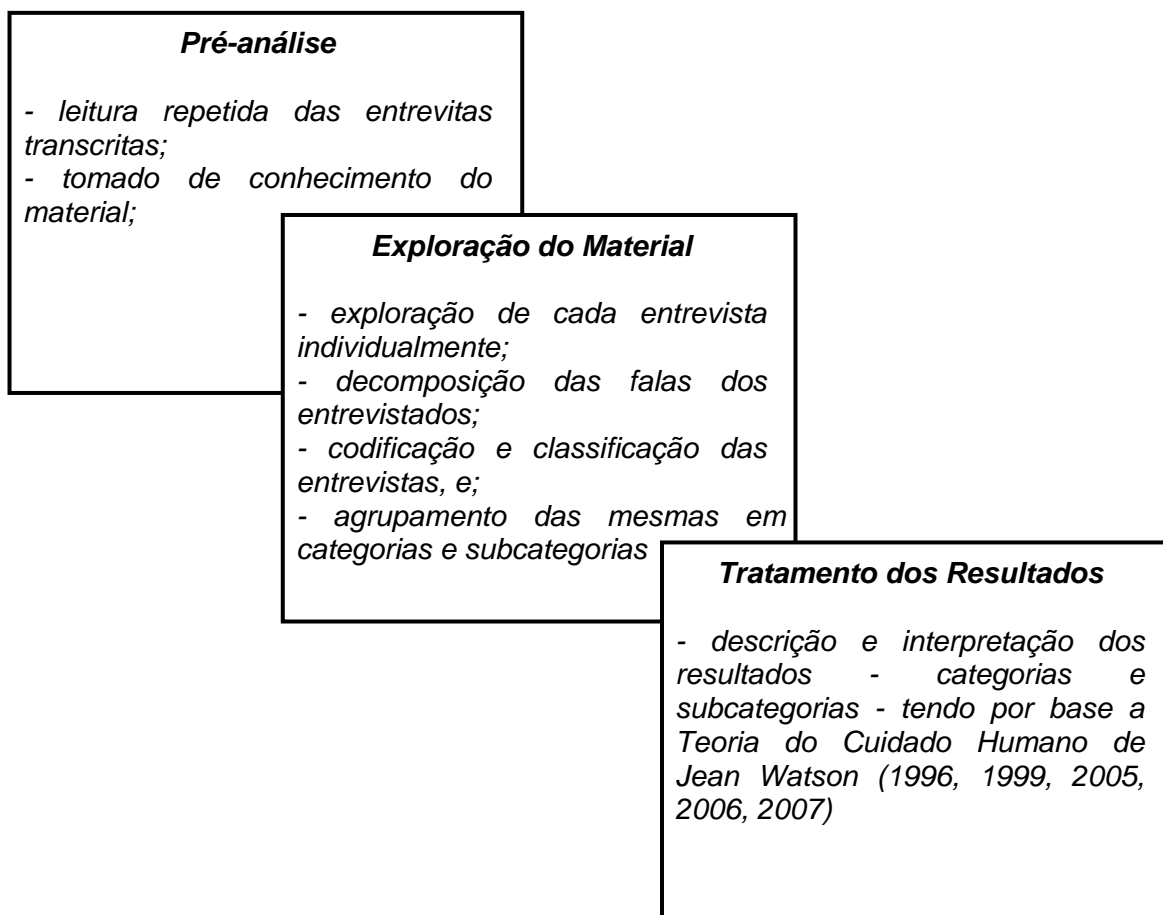 Pré-análise
- leitura repetida das entrevitas
transcritas;
- tomado de conhecimento do
material;
Exploração do Material
- exploração de cada entrevista
individualmente;
- decomposição das falas dos
entrevistados;
- codificação e classificação das
entrevistas, e;
- agrupamento das mesmas em
categorias e subcategorias
Tratamento dos Resultados
- descrição e interpretação dos
resultados - categorias e
subcategorias - tendo por base a
Teoria do Cuidado Humano de
Jean Watson (1996, 1999, 2005,
2006, 2007)